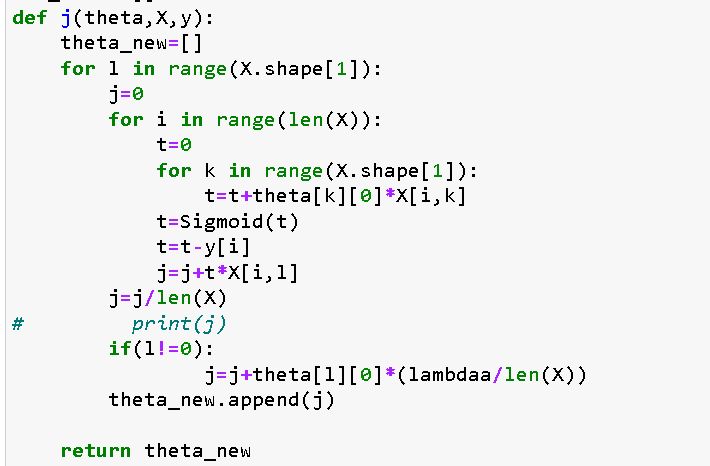 def j(theta,X,y):
    theta_new=[]
    for l in range(X.shape[1]):
        j=0
        for i in range(len(X)):
            t=0
            for k in range(X.shape[1]):
                t=t+theta[k][0]*X[i,k]
            t=Sigmoid(t)
            t=t-y[i]
            j=j+t*X[i,l]
        j=j/len(X)
#         print(j)
        if(l!=0):
                j=j+theta[l][0]*(lambdaa/len(X))
        theta_new.append(j)

    return theta_new